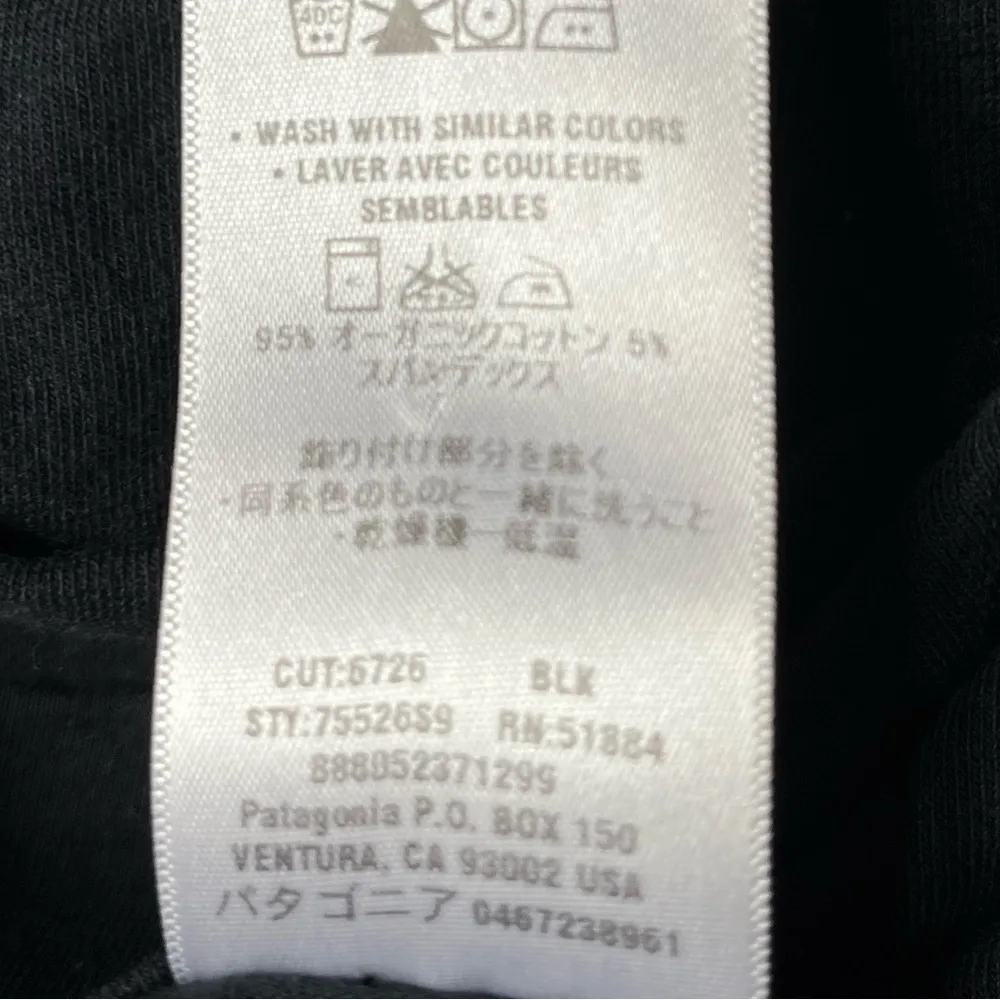 40C
• WASH WITH SIMILAR COLORS
• LAVER AVEC COULEURS
SEMBLABLES
95% オーガニックコットン 5%
スパンデックス
飾り付け部分を除く
・同系色のものと一緒に洗うこと
・乾燥機―低温
CUT:6726 BLK
STY:75526S9 RN:51884
Patagonia P.O. BOX 150
VENTURA, CA 93002 USA
パタゴニア 0467238961